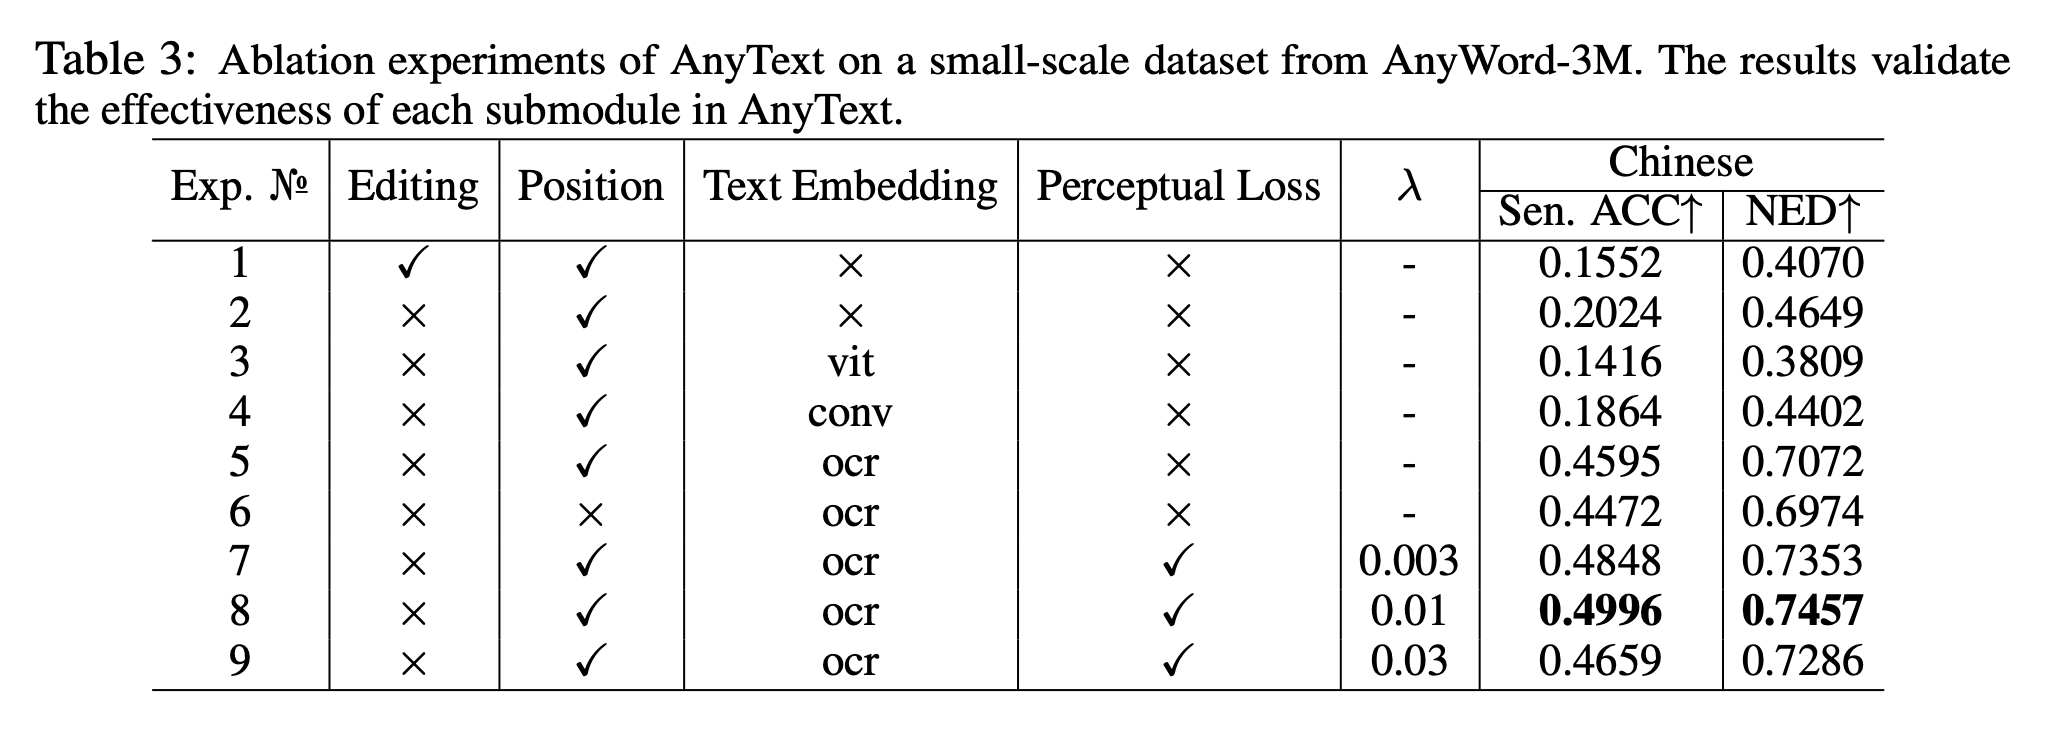 Table 3: Ablation experiments of AnyText on a small-scale dataset from AnyWord-3M. The results validate
the effectiveness of each submodule in AnyText.
Exp. № Editing Position Text Embedding Perceptual Loss λ Chinese
Sen. ACC↑ NED↑
1 ✓ ✓ × × - 0.1552 0.4070
2 × ✓ × × - 0.2024 0.4649
3 × ✓ vit × - 0.1416 0.3809
4 × ✓ conv × - 0.1864 0.4402
5 × ✓ ocr × - 0.4595 0.7072
6 × × ocr × - 0.4472 0.6974
7 × ✓ ocr ✓ 0.003 0.4848 0.7353
8 × ✓ ocr ✓ 0.01 0.4996 0.7457
9 × ✓ ocr ✓ 0.03 0.4659 0.7286